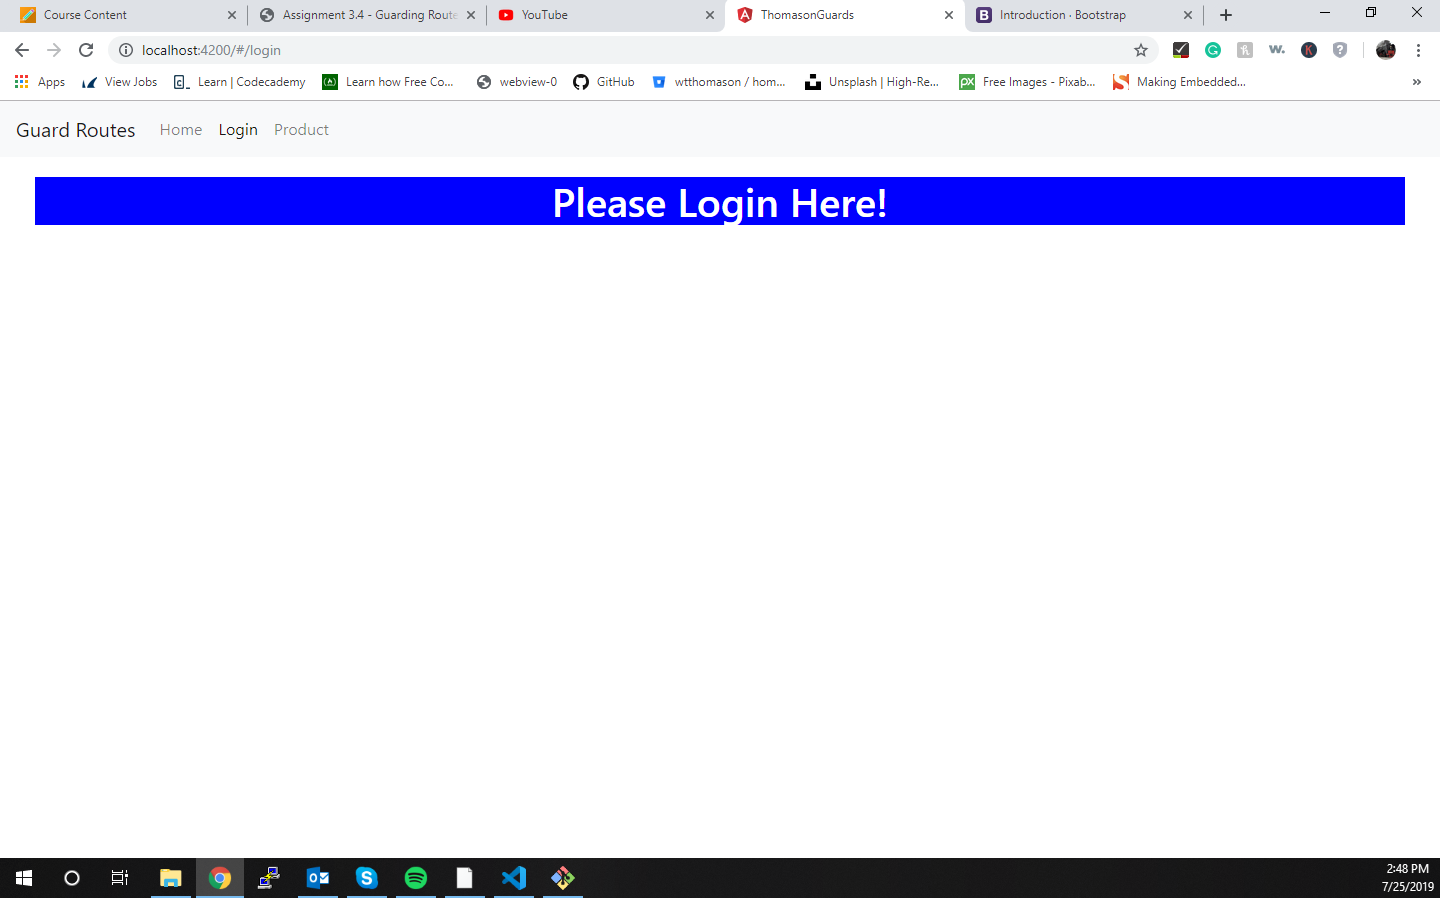 Course Content
Assignment 3.4 - Guarding Route
YouTube
ThomasonGuards
Introduction · Bootstrap
localhost:4200/#/login
Apps
View Jobs
Learn | Codecademy
Learn how Free Co...
webview-0
GitHub
wtthomason / hom...
Unsplash | High-Re...
Free Images - Pixab...
Making Embedded...
»
Guard Routes Home Login Product
Please Login Here!
2:48 PM
7/25/2019